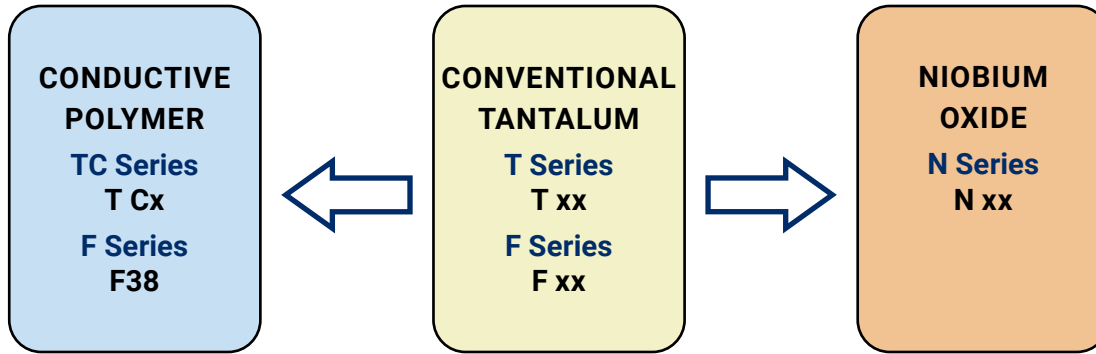 CONDUCTIVE
POLYMER
TC Series
T Cx
F Series
F38
CONVENTIONAL
TANTALUM
T Series
T xx
F Series
F xx
NIOBIUM
OXIDE
N Series
N xx